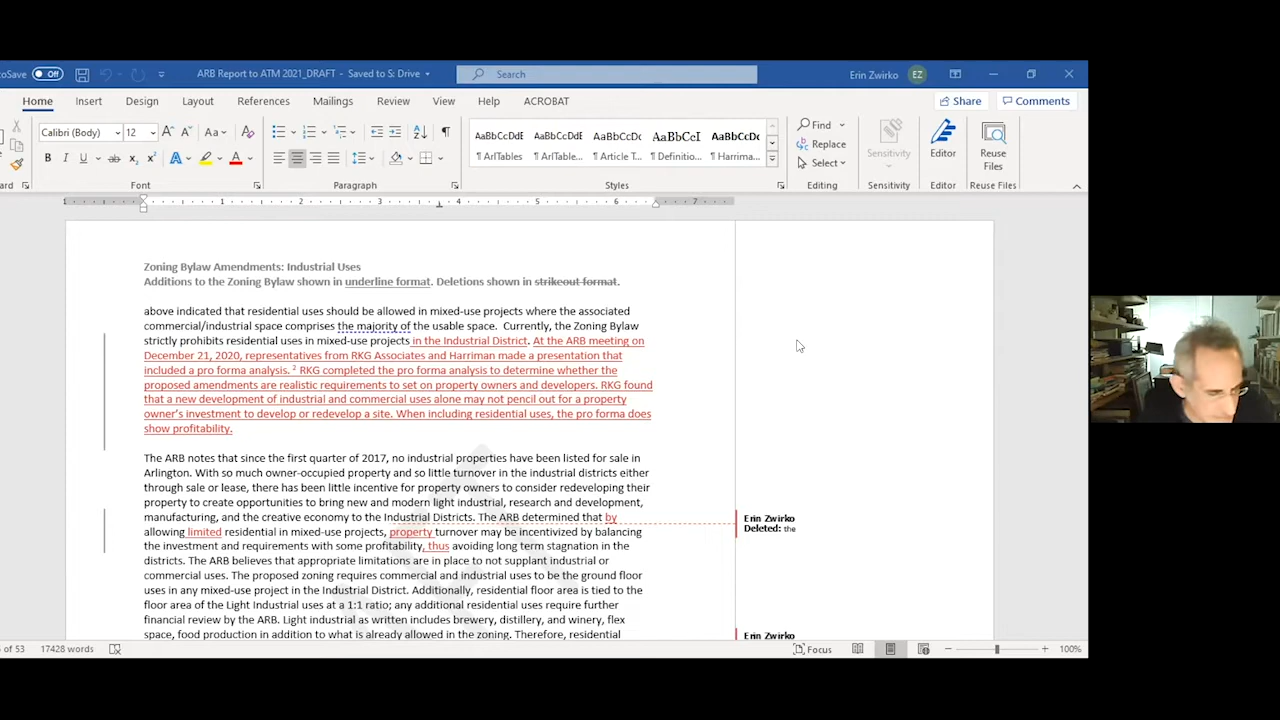 toSave Off ARB Report to ATM 2021_DRAFT - Saved to S: Drive Search Erin Zwirko EZ
Home Insert Design Layout References Mailings Review View Help ACROBAT Share Comments
Calibri (Body) 12 Aa AaBbCcDdE AaBbCcDdE AaBbCcDc AaBbCcI AaBbCcDc Find
¶ ArlTables ¶ ArlTable... ¶ Article T... ¶ Definitio... ¶ Harrima... Replace Sensitivity Editor Reuse Files
B I U ab x₂ x² A A Select
ard Font Paragraph Styles Editing Sensitivity Editor Reuse Files
1 1 2 3 4 5 6 7
Zoning Bylaw Amendments: Industrial Uses
Additions to the Zoning Bylaw shown in underline format. Deletions shown in strikeout format.
above indicated that residential uses should be allowed in mixed-use projects where the associated
commercial/industrial space comprises the majority of the usable space. Currently, the Zoning Bylaw
strictly prohibits residential uses in mixed-use projects in the Industrial District. At the ARB meeting on
December 21, 2020, representatives from RKG Associates and Harriman made a presentation that
included a pro forma analysis. ² RKG completed the pro forma analysis to determine whether the
proposed amendments are realistic requirements to set on property owners and developers. RKG found
that a new development of industrial and commercial uses alone may not pencil out for a property
owner's investment to develop or redevelop a site. When including residential uses, the pro forma does
show profitability.
The ARB notes that since the first quarter of 2017, no industrial properties have been listed for sale in
Arlington. With so much owner-occupied property and so little turnover in the industrial districts either
through sale or lease, there has been little incentive for property owners to consider redeveloping their
property to create opportunities to bring new and modern light industrial, research and development,
manufacturing, and the creative economy to the Industrial Districts. The ARB determined that by
allowing limited residential in mixed-use projects, property turnover may be incentivized by balancing
the investment and requirements with some profitability, thus avoiding long term stagnation in the
districts. The ARB believes that appropriate limitations are in place to not supplant industrial or
commercial uses. The proposed zoning requires commercial and industrial uses to be the ground floor
uses in any mixed-use project in the Industrial District. Additionally, residential floor area is tied to the
floor area of the Light Industrial uses at a 1:1 ratio; any additional residential uses require further
financial review by the ARB. Light industrial as written includes brewery, distillery, and winery, flex
space, food production in addition to what is already allowed in the zoning. Therefore, residential
Erin Zwirko
Deleted: the
Erin Zwirko
of 53 17428 words Focus 100%